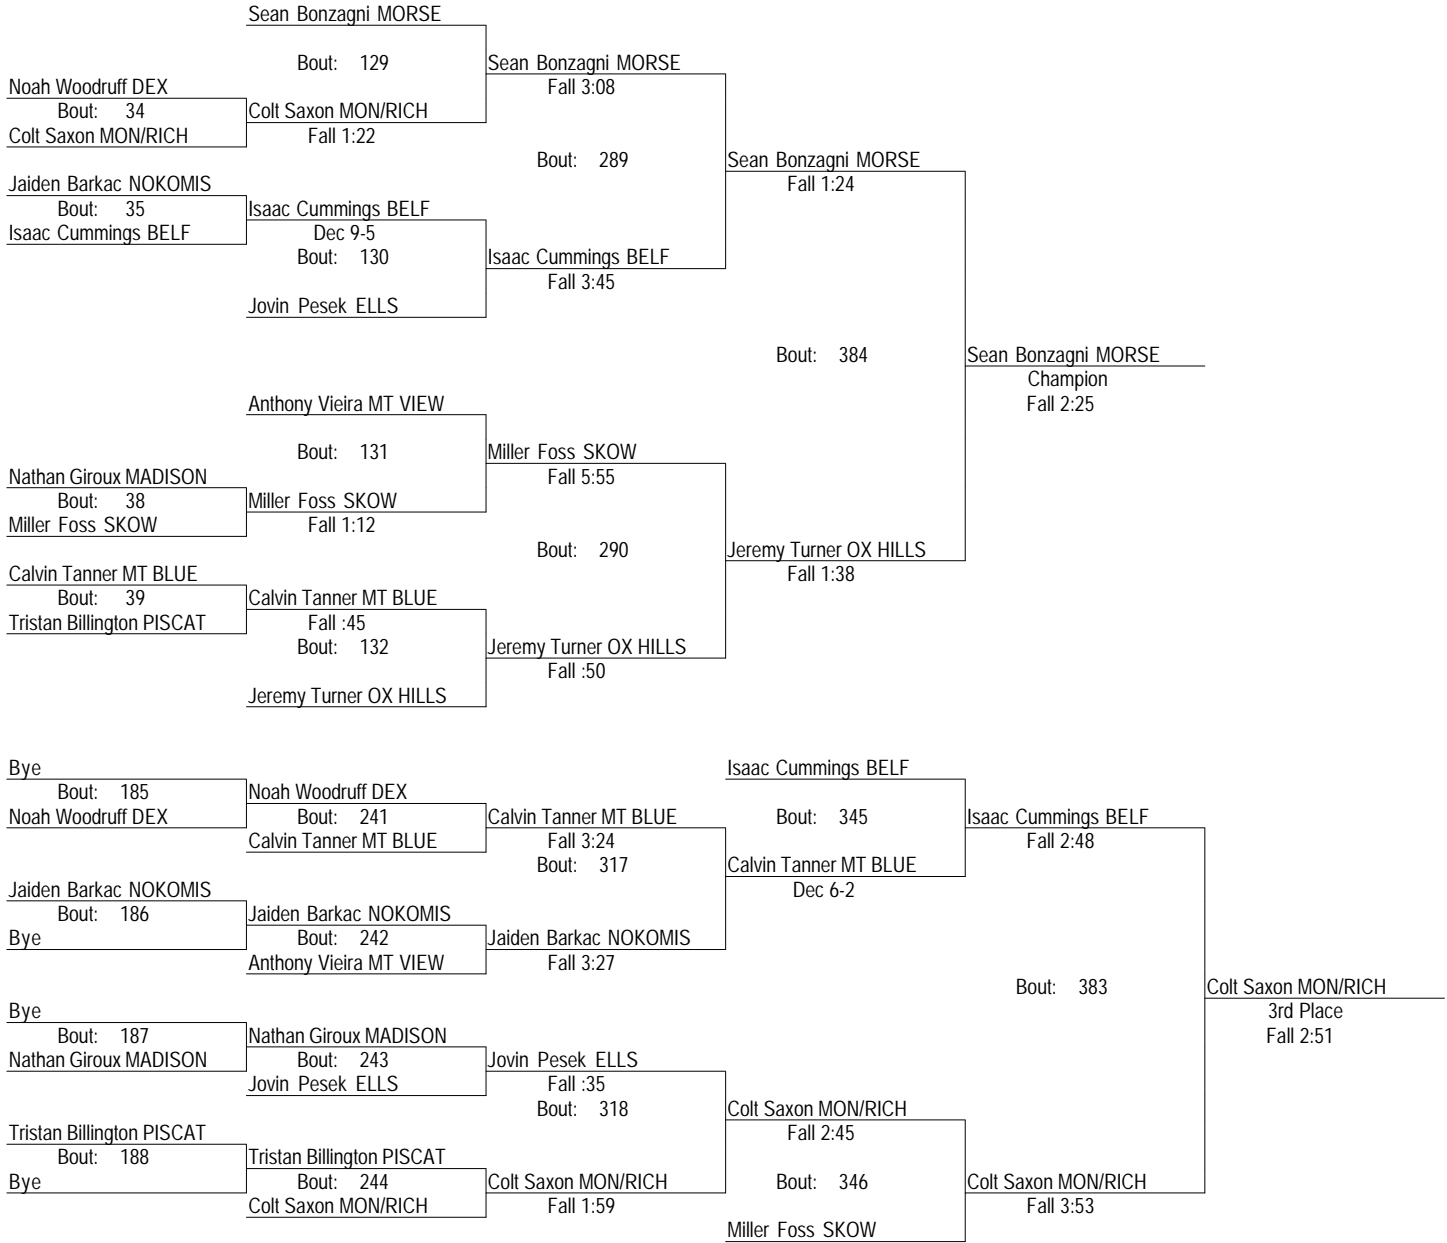 Sean Bonzagni MORSE
Bout: 129 Sean Bonzagni MORSE
Noah Woodruff DEX Fall 3:08
Bout: 34 Colt Saxon MON/RICH
Colt Saxon MON/RICH Fall 1:22
Bout: 289 Sean Bonzagni MORSE
Jaiden Barkac NOKOMIS Fall 1:24
Bout: 35 Isaac Cummings BELF
Isaac Cummings BELF Dec 9-5
Bout: 130 Isaac Cummings BELF
Fall 3:45
Jovin Pesek ELLS
Bout: 384 Sean Bonzagni MORSE
Champion
Anthony Vieira MT VIEW Fall 2:25
Bout: 131 Miller Foss SKOW
Nathan Giroux MADISON Fall 5:55
Bout: 38 Miller Foss SKOW
Miller Foss SKOW Fall 1:12
Bout: 290 Jeremy Turner OX HILLS
Calvin Tanner MT BLUE Fall 1:38
Bout: 39 Calvin Tanner MT BLUE
Tristan Billington PISCAT Fall :45
Bout: 132 Jeremy Turner OX HILLS
Fall :50
Jeremy Turner OX HILLS
Bye Isaac Cummings BELF
Bout: 185 Noah Woodruff DEX
Noah Woodruff DEX Bout: 241 Calvin Tanner MT BLUE Bout: 345 Isaac Cummings BELF
Calvin Tanner MT BLUE Fall 3:24 Fall 2:48
Bout: 317 Calvin Tanner MT BLUE
Jaiden Barkac NOKOMIS Dec 6-2
Bout: 186 Jaiden Barkac NOKOMIS
Bye Bout: 242 Jaiden Barkac NOKOMIS
Anthony Vieira MT VIEW Fall 3:27
Bout: 383 Colt Saxon MON/RICH
Bye 3rd Place
Bout: 187 Nathan Giroux MADISON Fall 2:51
Nathan Giroux MADISON Bout: 243 Jovin Pesek ELLS
Jovin Pesek ELLS Fall :35
Bout: 318 Colt Saxon MON/RICH
Tristan Billington PISCAT Fall 2:45
Bout: 188 Tristan Billington PISCAT
Bye Bout: 244 Colt Saxon MON/RICH Bout: 346 Colt Saxon MON/RICH
Colt Saxon MON/RICH Fall 1:59 Fall 3:53
Miller Foss SKOW